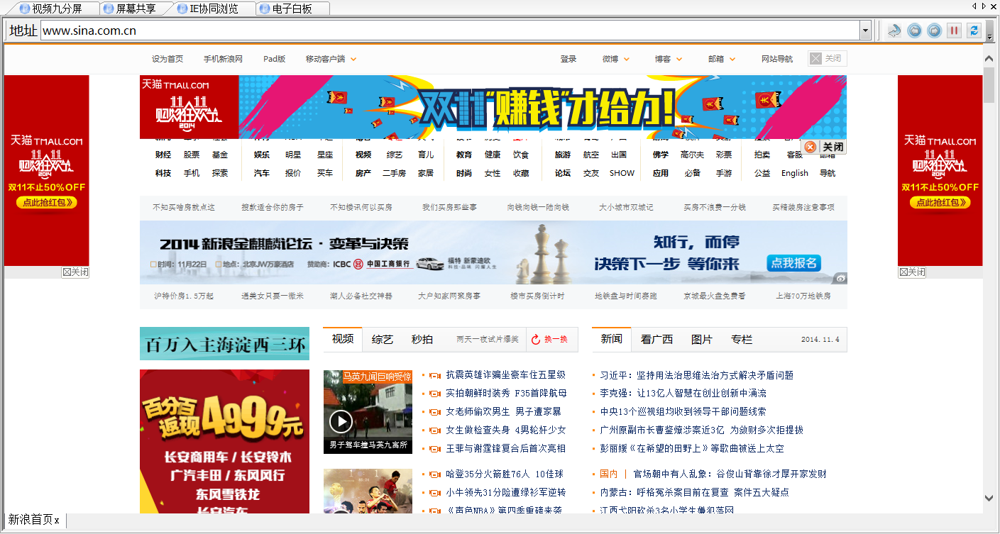 视频九分屏 屏幕共享 IE协同浏览 电子白板
地址 www.sina.com.cn
设为首页 手机新浪网 Pad版 移动客户端 登录 微博 博客 邮箱 网站导航 关闭
天猫 TMALL.COM
11.11
购物狂欢节
2014
双11"赚钱"才给力!
关闭
天猫 TMALL.COM
11.11
购物狂欢节
2014
双11不止50%OFF
点此抢红包》
关闭
天猫 TMALL.COM
11.11
购物狂欢节
2014
双11不止50%OFF
点此抢红包》
关闭
财经 股票 基金 娱乐 明星 星座 视频 综艺 育儿 教育 健康 饮食 旅游 航空 出国 佛学 高尔夫 彩票 拍卖 客服 邮箱
科技 手机 探索 汽车 报价 买车 房产 二手房 家居 时尚 女性 收藏 论坛 交友 SHOW 应用 必备 手游 公益 English 导航
不知买啥房就点这 搜款适合你的房子 不知楼讯何以买房 我们买房那些事 向钱向钱一陆向钱 大小城市双城记 买房不浪费一分钱 买精装房注意事项
2014 新浪金麒麟论坛 · 变革与决策
时间：11月22日 地点：北京JW万豪酒店 赞助商：ICBC 中国工商银行 福特 新蒙迪欧
知行，而停
决策下一步 等你来
点我报名
沪特价房1.5万起 通美女只要一微米 潮人必备社交神器 大户知家网聚房事 楼市买房倒计时 地铁盘与时间赛跑 京城最火盘免费看 上海70万地铁房
百万入主海淀西三环
百分百
返现4999元
长安商用车 / 长安铃木
广汽丰田 / 东风风行
东风雪铁龙
长安汽车
视频 综艺 秒拍 两天一夜试片爆笑 换一换
马英九闻巨响受惊
男子驾车撞马英九寓所
抗震英雄诈骗坐豪车住五星级
实拍朝鲜时装秀 F35首降航母
女老师偷欢男生 男子遭家暴
女生做检查失身 4男轮奸少女
王菲与谢霆锋复合后首次亮相
哈登35分火箭胜76人 10佳球
小牛领先31分险遭绿衫军逆转
《声色NBA》第四季重磅来袭
新闻 看广西 图片 专栏 2014.11.4
习近平：坚持用法治思维法治方式解决矛盾问题
李克强：让13亿人智慧在创业创新中涌流
中央13个巡视组均收到领导干部问题线索
广州原副市长曹鉴燎涉案近3亿 为敛财多次拒提拔
彭丽媛《在希望的田野上》等歌曲被送上太空
国内 | 官场朝中有人乱象：谷俊山背靠徐才厚开家发财
内蒙古：呼格冤杀案目前在复查 案件五大疑点
江西弋阳砍杀3名小学生嫌犯落网
新浪首页x